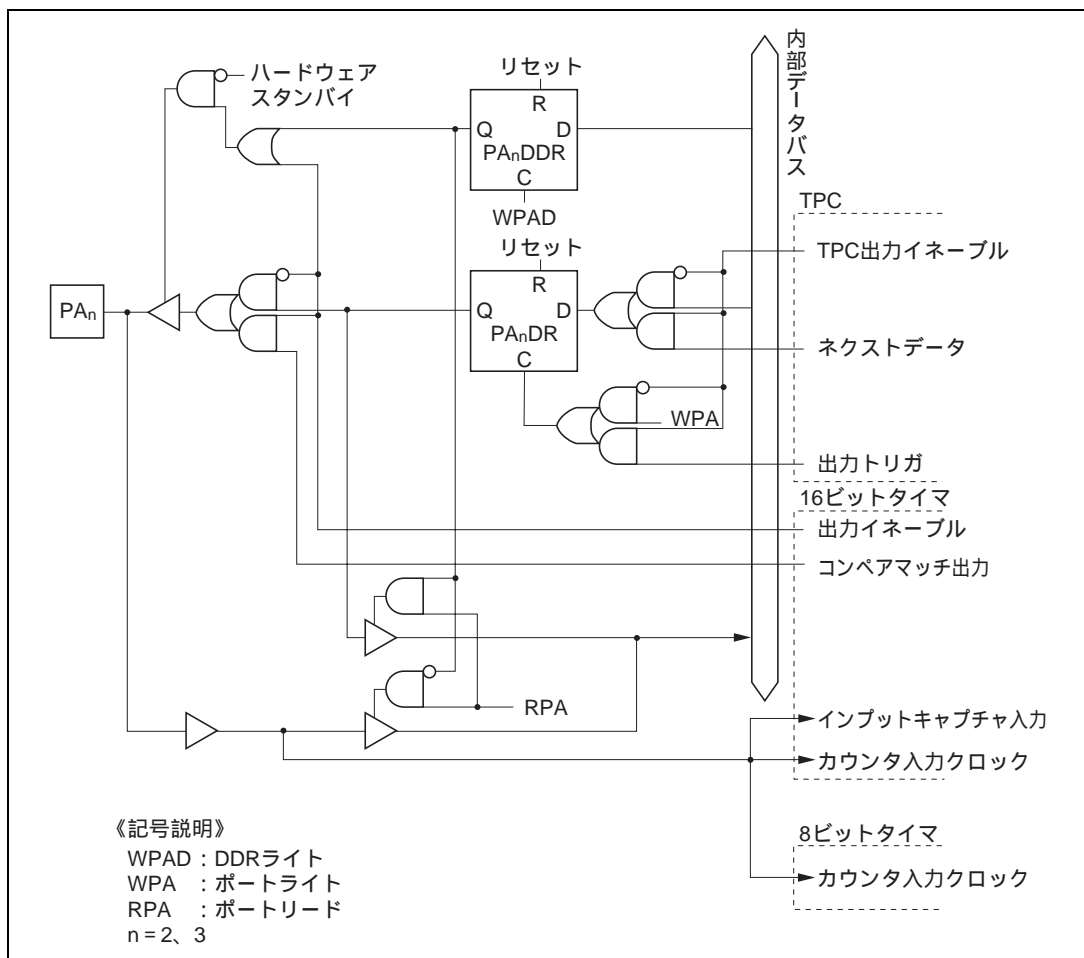 ハードウェア
スタンバイ
リセット
R
Q D
PAnDDR
C
WPAD
リセット
R
Q D
PAnDR
C
WPA
PAn
内部データバス
TPC
TPC出力イネーブル
ネクストデータ
出力トリガ
16ビットタイマ
出力イネーブル
コンペアマッチ出力
RPA
インプットキャプチャ入力
カウンタ入力クロック
8ビットタイマ
カウンタ入力クロック
《記号説明》
WPAD：DDRライト
WPA ：ポートライト
RPA ：ポートリード
n = 2、3